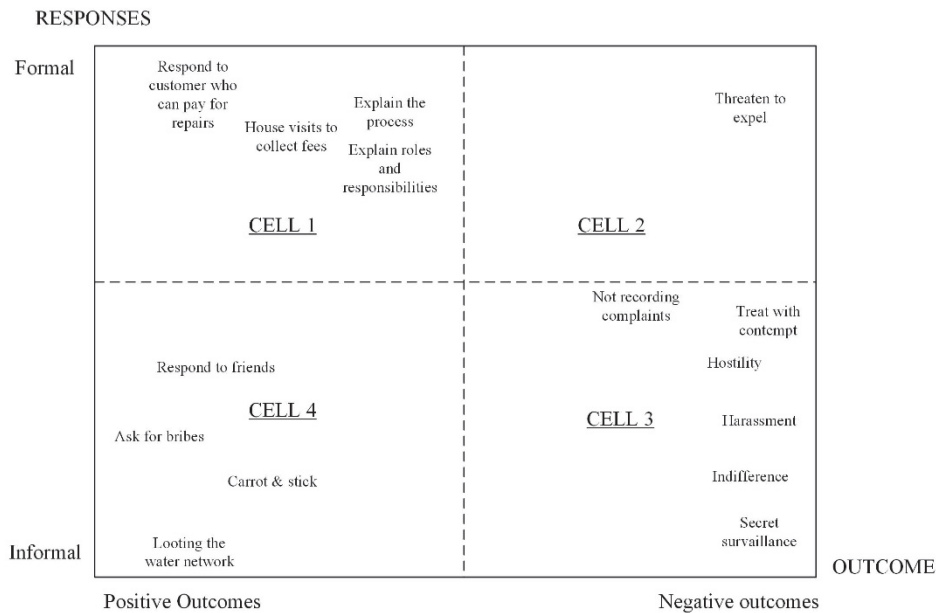 RESPONSES
Formal
Respond to
customer who
can pay for
repairs
House visits to
collect fees
Explain the
process
Explain roles
and
responsibilities
CELL 1
Threaten to
expel
CELL 2
Not recording
complaints
Treat with
contempt
Hostility
Harassment
CELL 3
Indifference
Secret
survaillance
Respond to friends
CELL 4
Ask for bribes
Carrot & stick
Looting the
water network
Informal
OUTCOME
Positive Outcomes
Negative outcomes